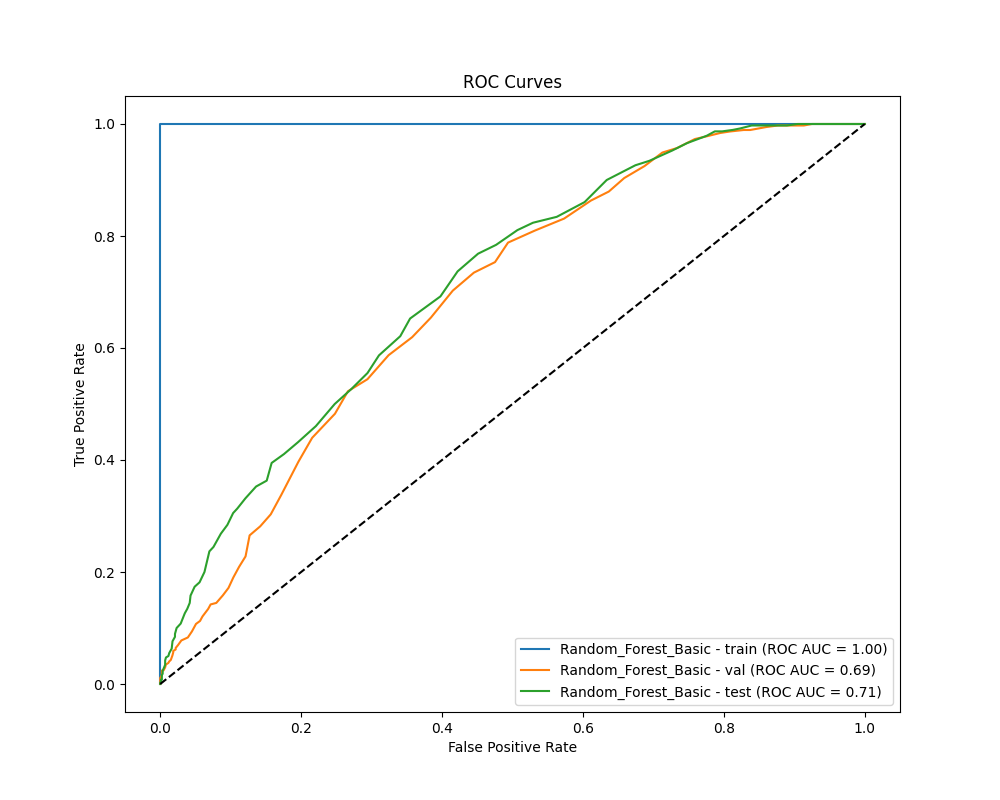 ROC Curves
1.0
0.8
0.6
0.4
0.2
0.0
True Positive Rate
0.0 0.2 0.4 0.6 0.8 1.0
False Positive Rate
Random_Forest_Basic - train (ROC AUC = 1.00)
Random_Forest_Basic - val (ROC AUC = 0.69)
Random_Forest_Basic - test (ROC AUC = 0.71)